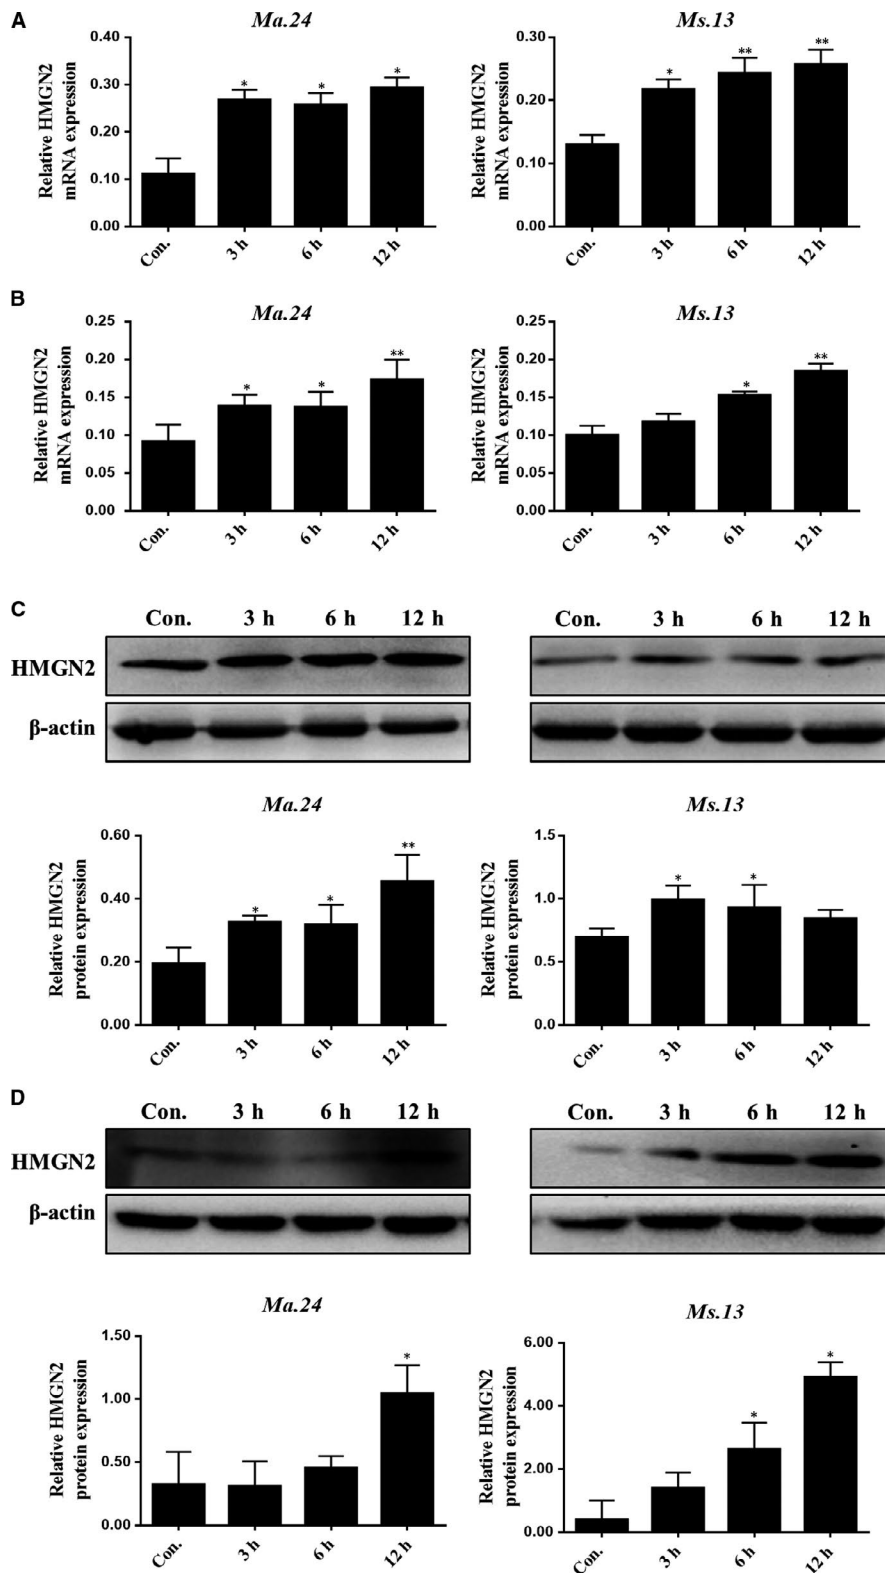 A
Ma.24
Relative HMGN2
mRNA expression
0.40
0.30
0.20
0.10
0.00
*
*
*
Con.
3 h
6 h
12 h
Ms.13
Relative HMGN2
mRNA expression
0.30
0.20
0.10
0.00
*
**
**
Con.
3 h
6 h
12 h
B
Ma.24
Relative HMGN2
mRNA expression
0.25
0.20
0.15
0.10
0.05
0.00
*
*
**
Con.
3 h
6 h
12 h
Ms.13
Relative HMGN2
mRNA expression
0.25
0.20
0.15
0.10
0.05
0.00
*
**
Con.
3 h
6 h
12 h
C
Con. 3 h 6 h 12 h
Con. 3 h 6 h 12 h
HMGN2
β-actin
Ma.24
Relative HMGN2
protein expression
0.60
0.40
0.20
0.00
*
*
**
Con.
3 h
6 h
12 h
Ms.13
Relative HMGN2
protein expression
1.5
1.0
0.5
0.0
*
*
Con.
3 h
6 h
12 h
D
Con. 3 h 6 h 12 h
Con. 3 h 6 h 12 h
HMGN2
β-actin
Ma.24
Relative HMGN2
protein expression
1.50
1.00
0.50
0.00
*
Con.
3 h
6 h
12 h
Ms.13
Relative HMGN2
protein expression
6.00
4.00
2.00
0.00
*
*
Con.
3 h
6 h
12 h